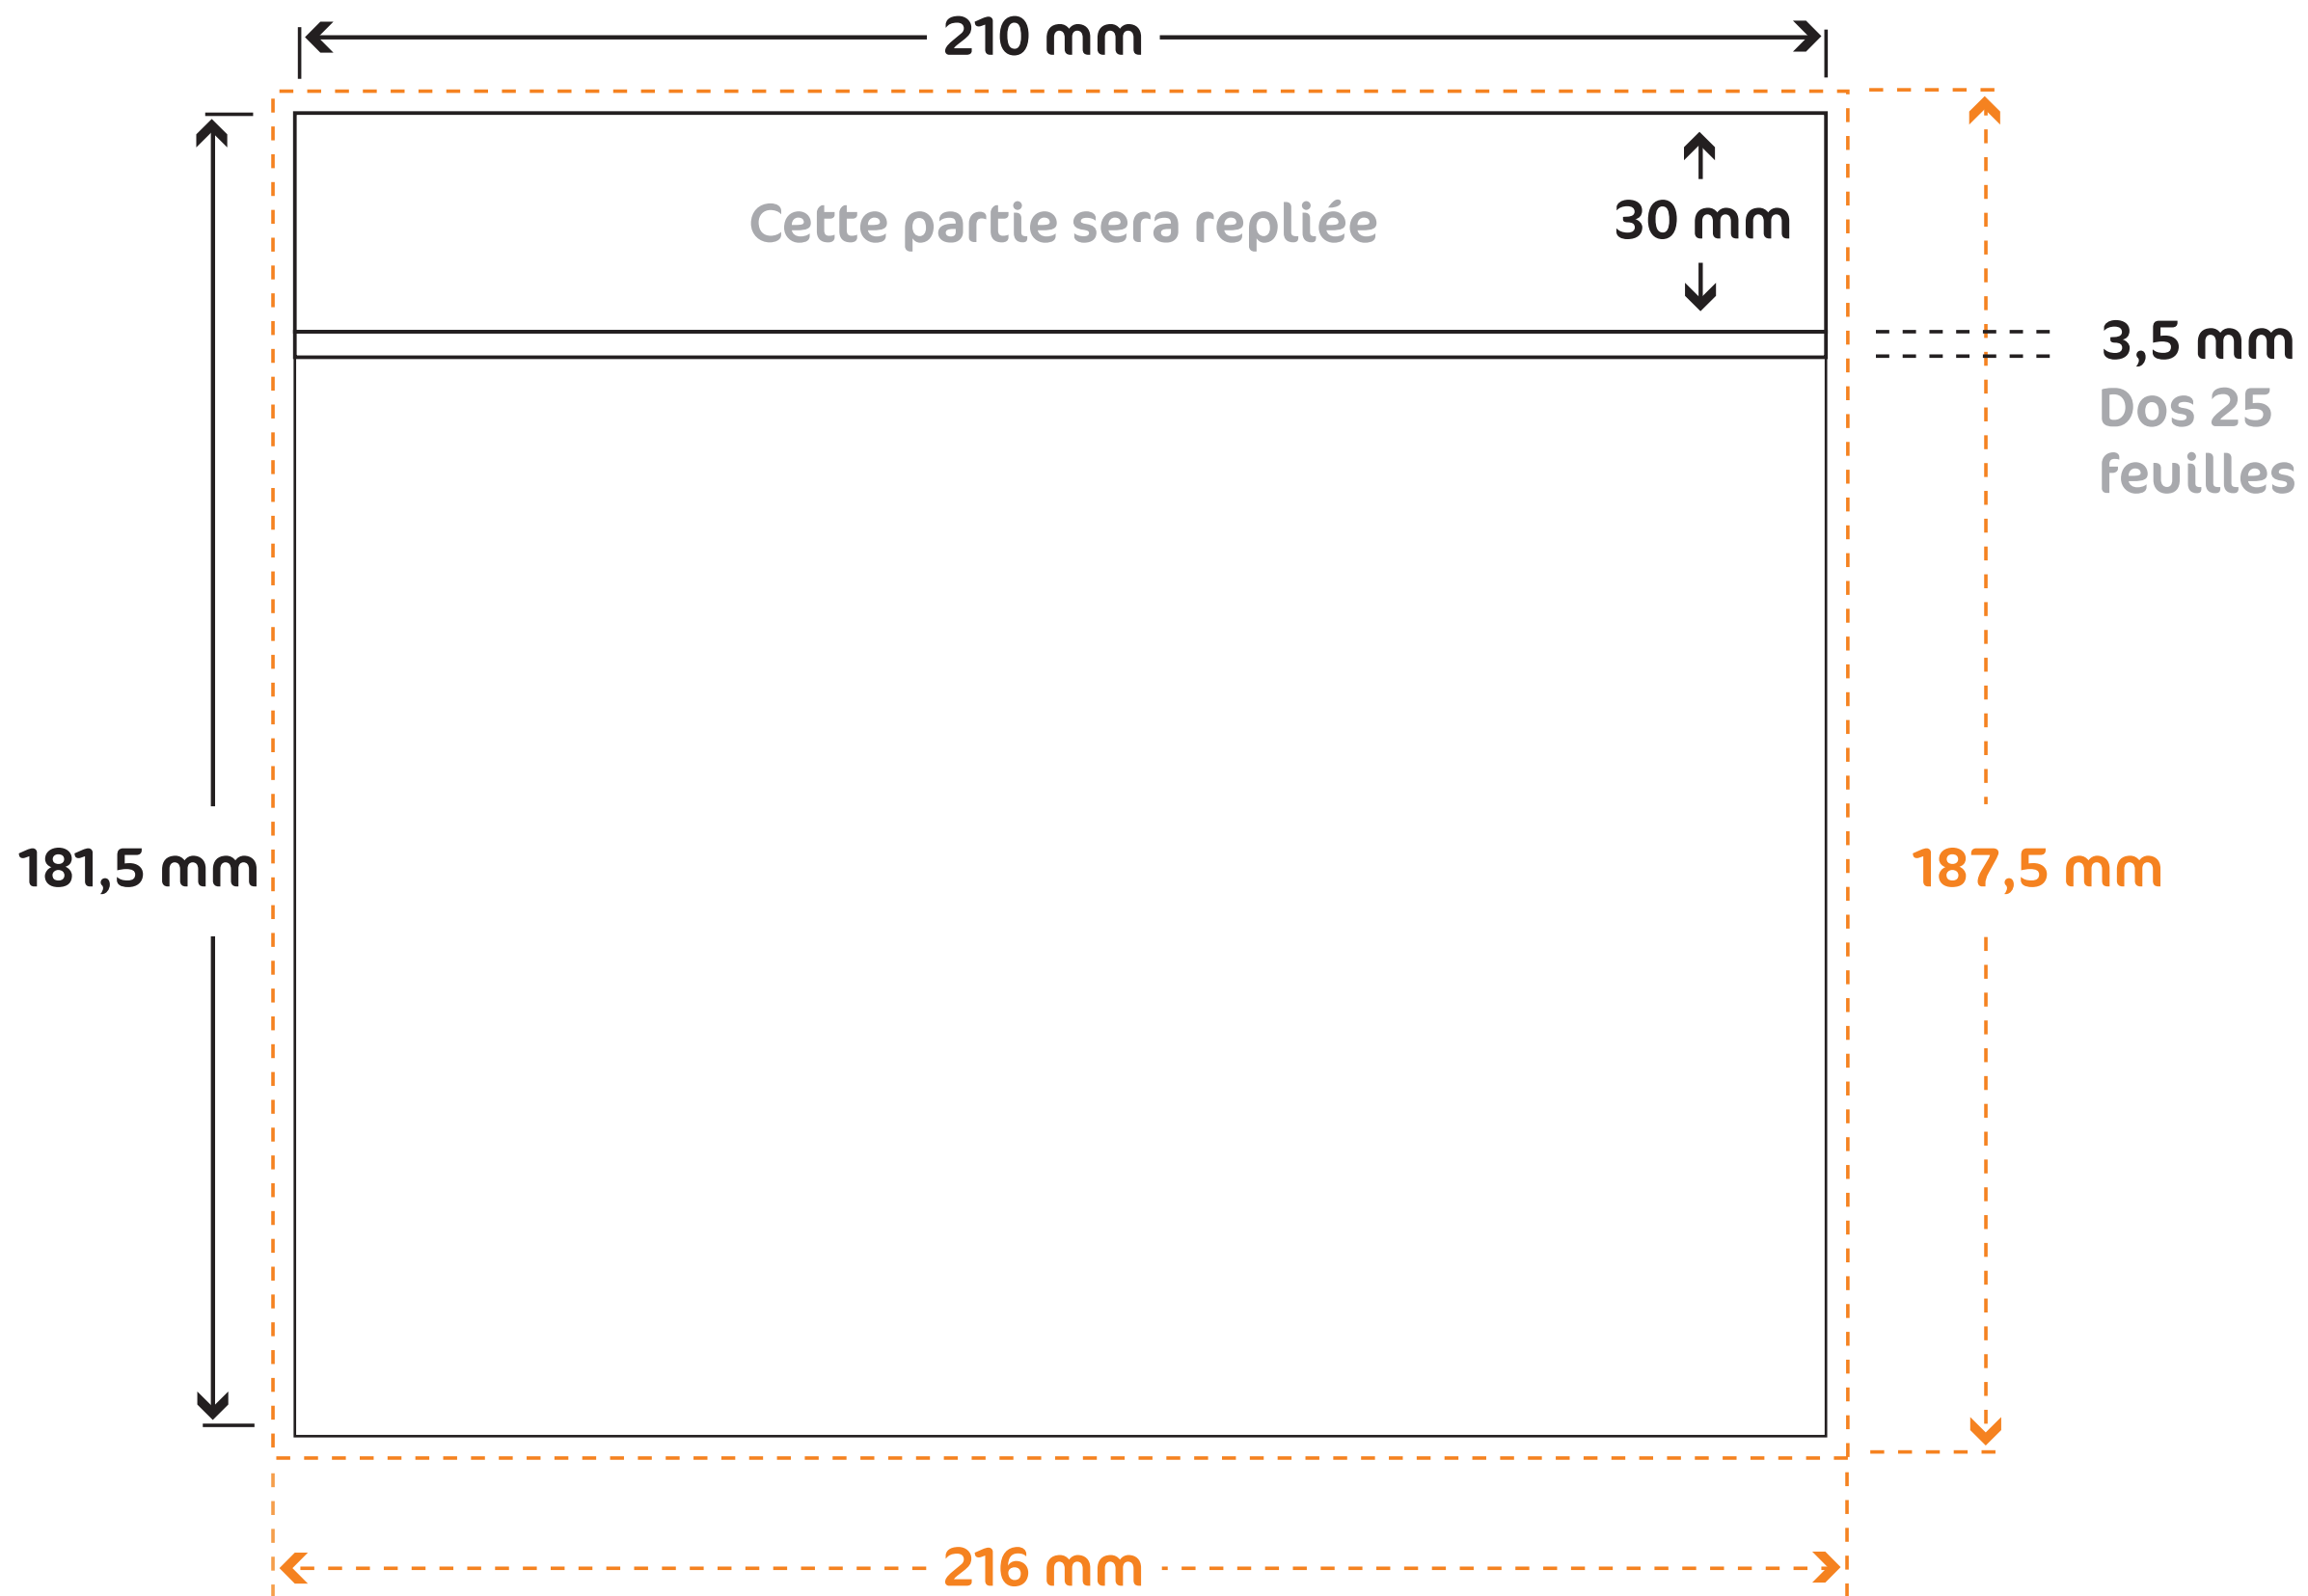 210 mm
Cette partie sera repliée
30 mm
3,5 mm
Dos 25
feuilles
181,5 mm
187,5 mm
216 mm